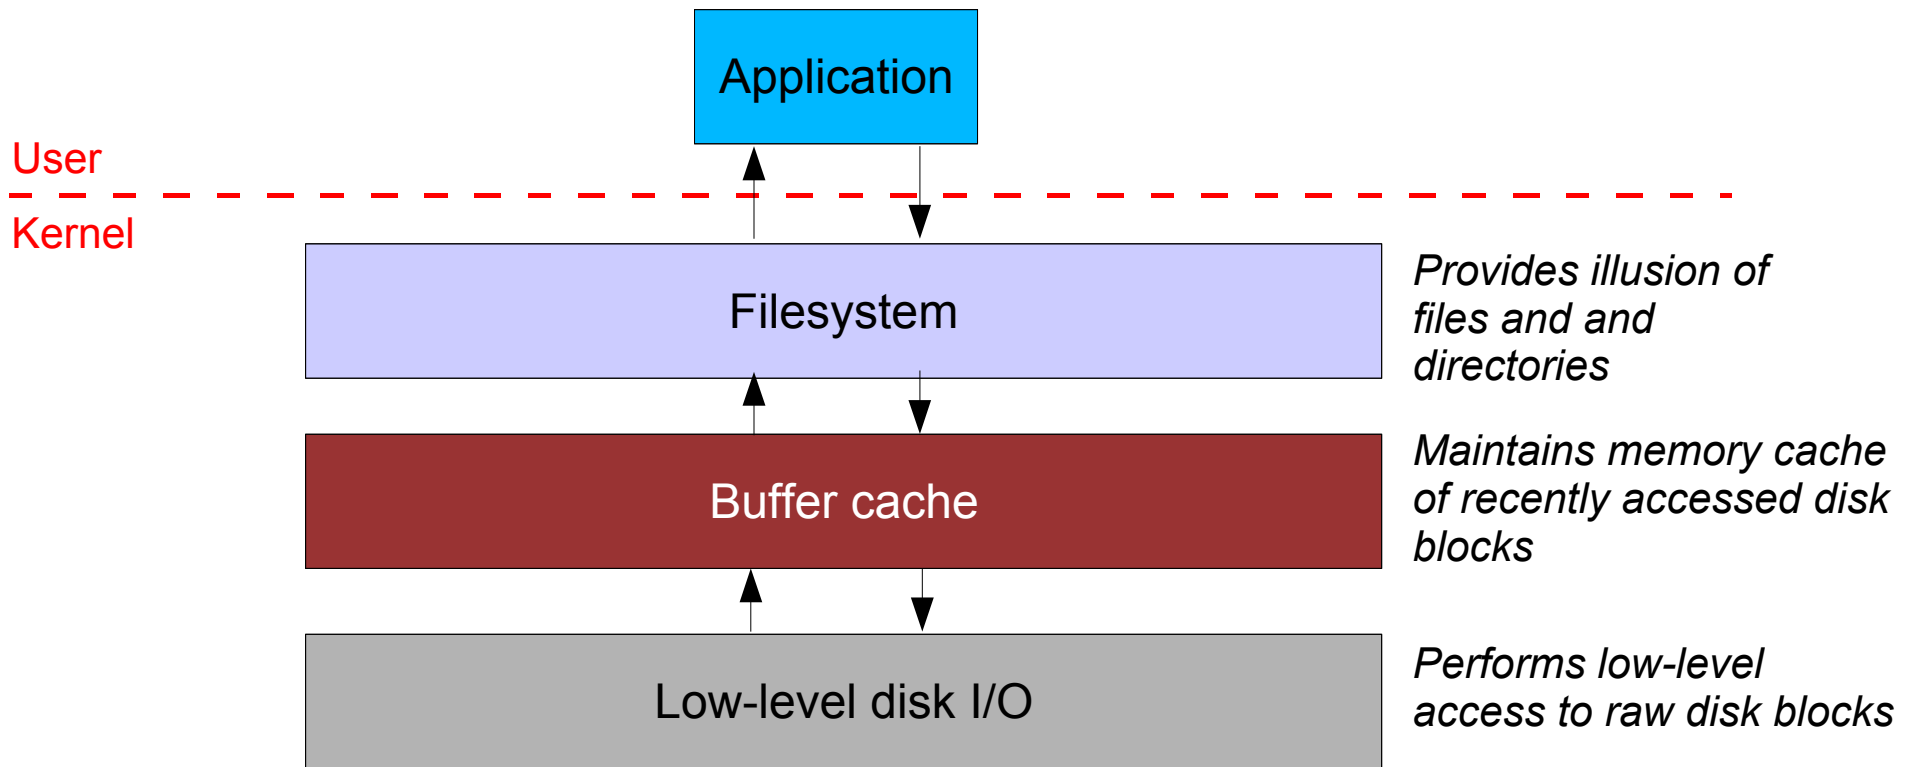 Application
User
Kernel
Filesystem
Provides illusion of
files and and
directories
Buffer cache
Maintains memory cache
of recently accessed disk
blocks
Low-level disk I/O
Performs low-level
access to raw disk blocks